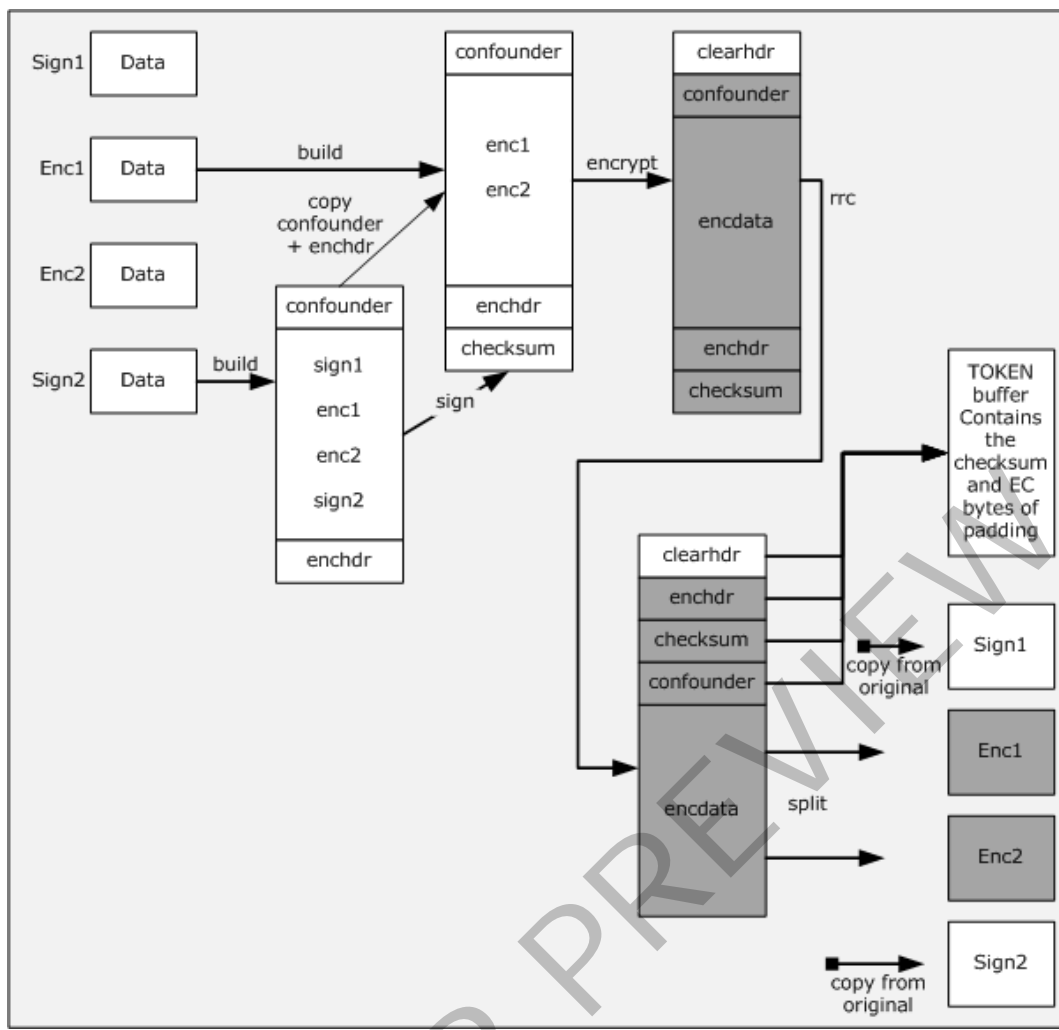 Sign1
Data
Enc1
Data
Enc2
Data
Sign2
Data
build
copy
confounder
+ enchdr
build
confounder
sign1
enc1
enc2
sign2
enchdr
sign
confounder
enc1
enc2
enchdr
checksum
encrypt
clearhdr
confounder
encdata
enchdr
checksum
rrc
clearhdr
enchdr
checksum
confounder
encdata
split
TOKEN
buffer
Contains
the
checksum
and EC
bytes of
padding
copy from
original
Sign1
Enc1
Enc2
copy from
original
Sign2
PREVIEW